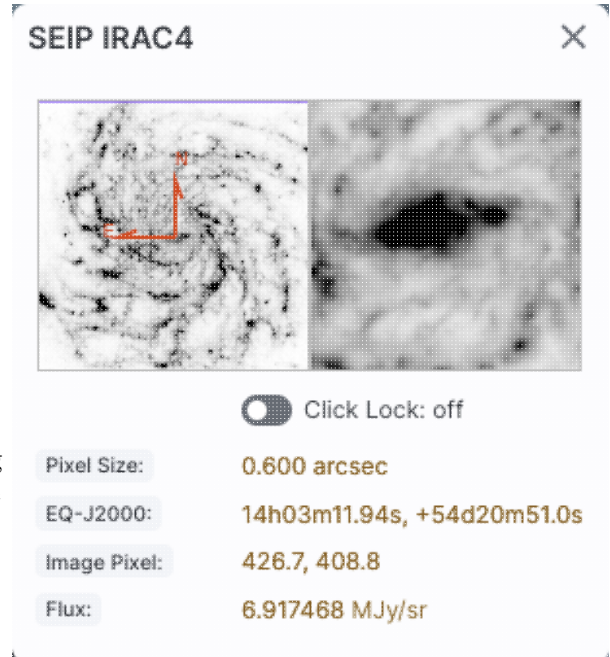 SEIP IRAC4
N
E
Click Lock: off
Pixel Size: 0.600 arcsec
EQ-J2000: 14h03m11.94s, +54d20m51.0s
Image Pixel: 426.7, 408.8
Flux: 6.917468 MJy/sr